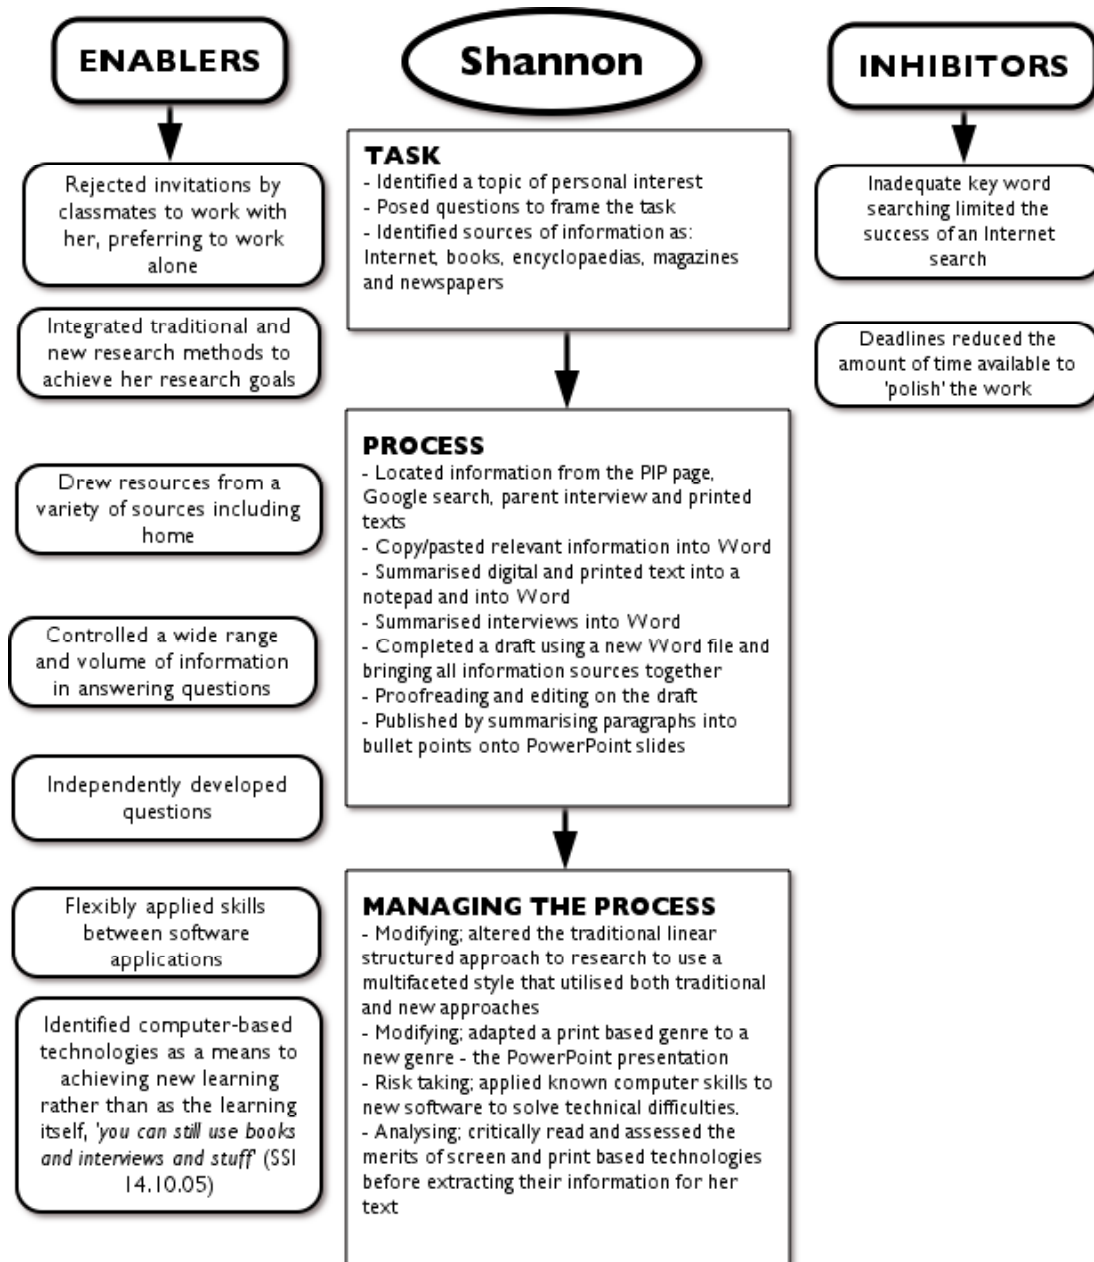 ENABLERS
Rejected invitations by
classmates to work with
her, preferring to work
alone
Integrated traditional and
new research methods to
achieve her research goals
Drew resources from a
variety of sources including
home
Controlled a wide range
and volume of information
in answering questions
Independently developed
questions
Flexibly applied skills
between software
applications
Identified computer-based
technologies as a means to
achieving new learning
rather than as the learning
itself, 'you can still use books
and interviews and stuff' (SSI
14.10.05)
Shannon
TASK
- Identified a topic of personal interest
- Posed questions to frame the task
- Identified sources of information as:
Internet, books, encyclopaedias, magazines
and newspapers
PROCESS
- Located information from the PIP page,
Google search, parent interview and printed
texts
- Copy/pasted relevant information into Word
- Summarised digital and printed text into a
notepad and into Word
- Summarised interviews into Word
- Completed a draft using a new Word file and
bringing all information sources together
- Proofreading and editing on the draft
- Published by summarising paragraphs into
bullet points onto PowerPoint slides
MANAGING THE PROCESS
- Modifying; altered the traditional linear
structured approach to research to use a
multifaceted style that utilised both traditional
and new approaches
- Modifying; adapted a print based genre to a
new genre - the PowerPoint presentation
- Risk taking; applied known computer skills to
new software to solve technical difficulties.
- Analysing; critically read and assessed the
merits of screen and print based technologies
before extracting their information for her
text
INHIBITORS
Inadequate key word
searching limited the
success of an Internet
search
Deadlines reduced the
amount of time available to
'polish' the work